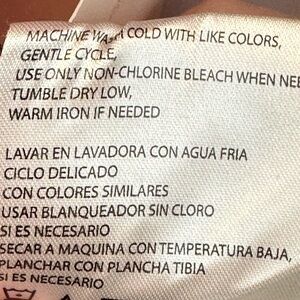 MACHINE WASH COLD WITH LIKE COLORS,
GENTLE CYCLE,
USE ONLY NON-CHLORINE BLEACH WHEN NEE
TUMBLE DRY LOW,
WARM IRON IF NEEDED
LAVAR EN LAVADORA CON AGUA FRIA
CICLO DELICADO
CON COLORES SIMILARES
USAR BLANQUEADOR SIN CLORO
SI ES NECESARIO
SECAR A MAQUINA CON TEMPERATURA BAJA,
PLANCHAR CON PLANCHA TIBIA
SI ES NECESARIO